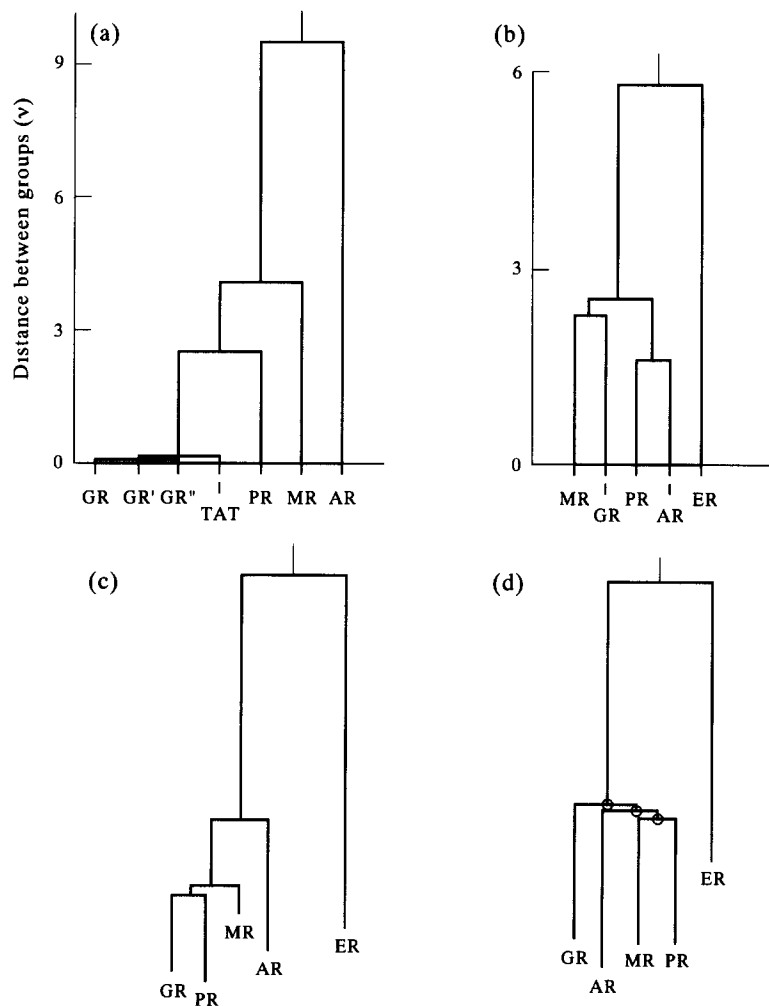 (a)
Distance between groups (v)
9
6
3
0
GR GR' GR" TAT PR MR AR
(b)
6
3
0
MR GR PR AR ER
(c)
GR PR MR AR ER
(d)
GR AR MR PR ER